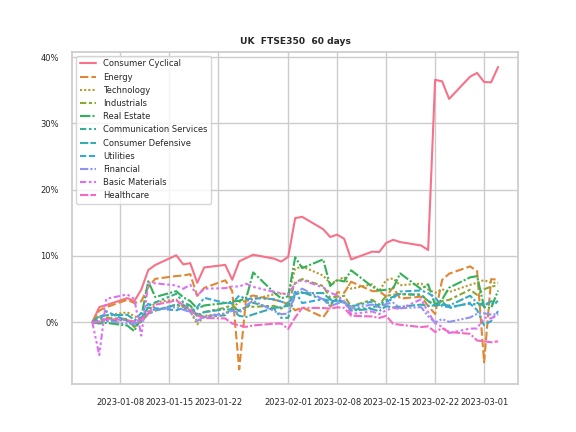 UK  FTSE350  60 days
40%
30%
20%
10%
0%
Consumer Cyclical
Energy
Technology
Industrials
Real Estate
Communication Services
Consumer Defensive
Utilities
Financial
Basic Materials
Healthcare
2023-01-08
2023-01-15
2023-01-22
2023-02-01
2023-02-08
2023-02-15
2023-02-22
2023-03-01